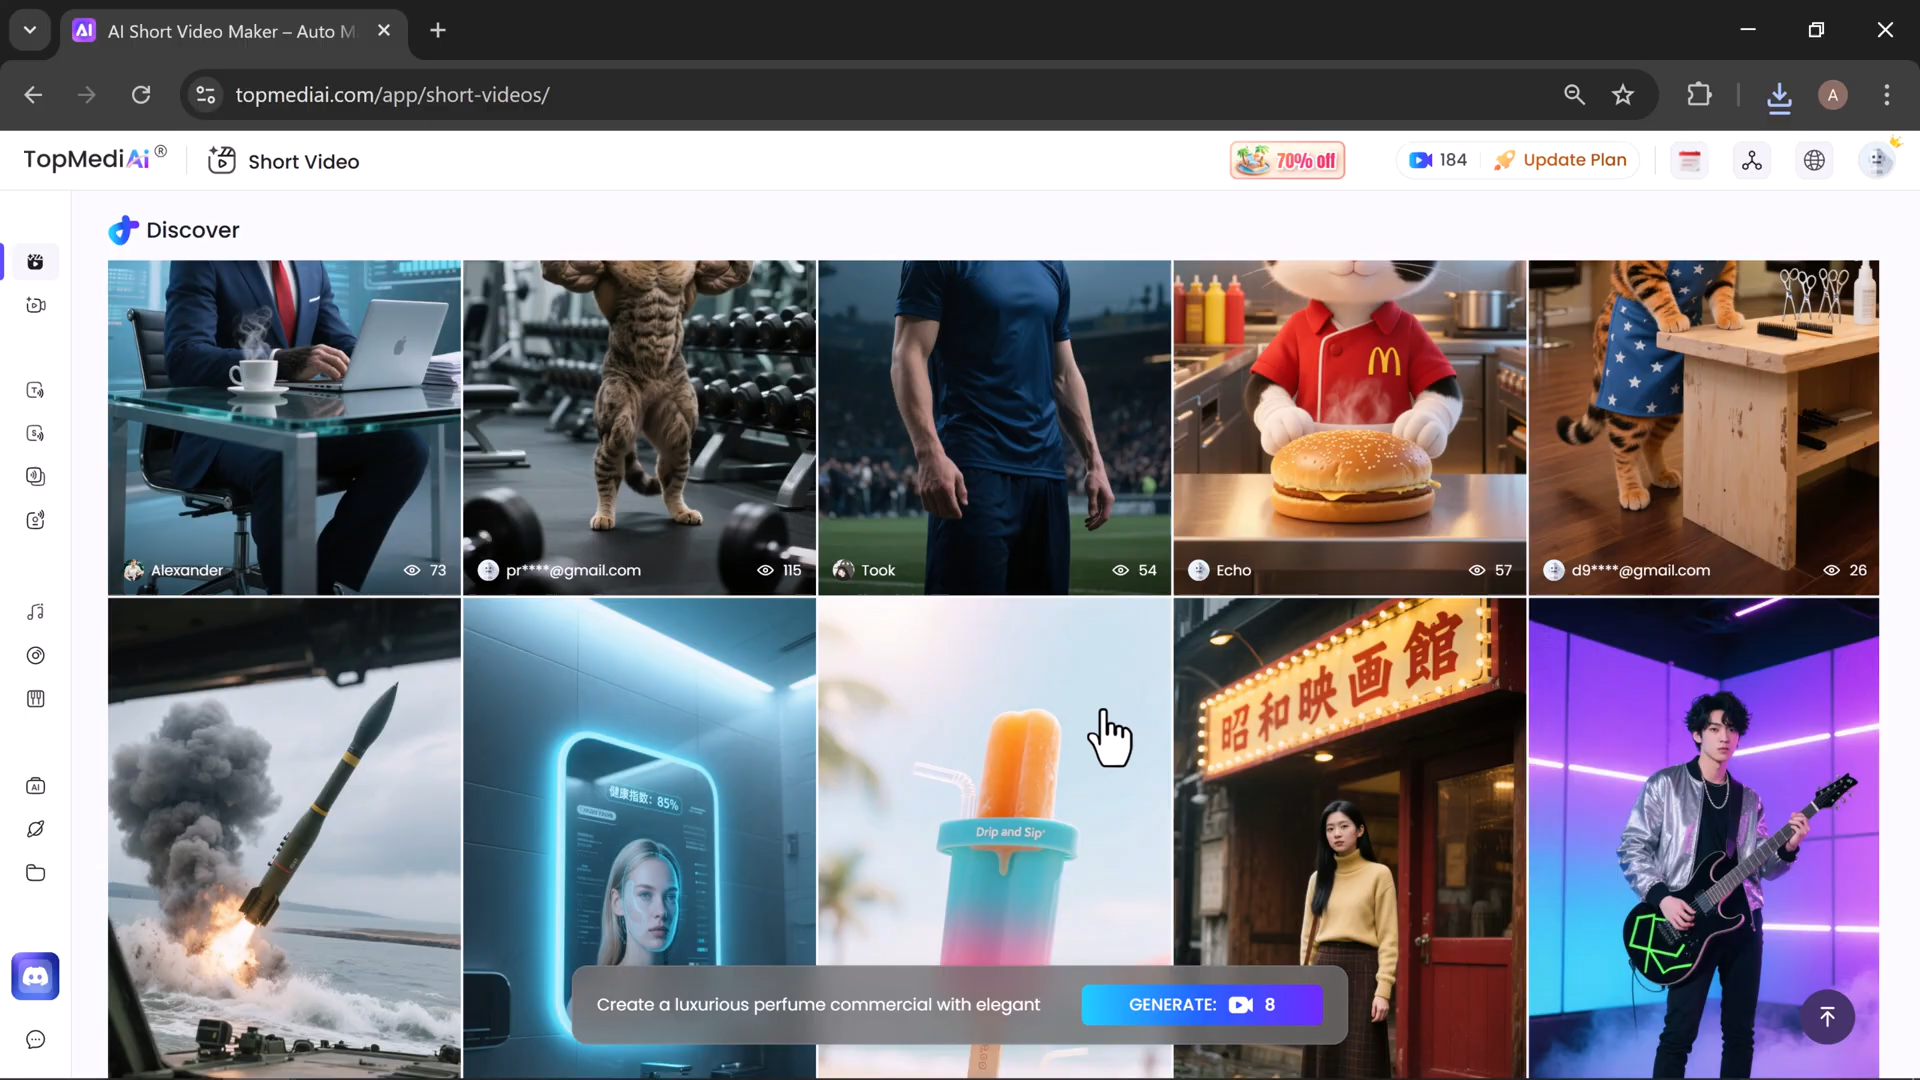 AI Short Video Maker – Auto M
topmediai.com/app/short-videos/
A
TopMediAi®
Short Video
70% off
184
Update Plan
Discover
Alexander
73
pr****@gmail.com
115
Took
54
Echo
57
d9****@gmail.com
26
健康指数：85%
Drip and Sip
昭和映画館
Create a luxurious perfume commercial with elegant
GENERATE:
8